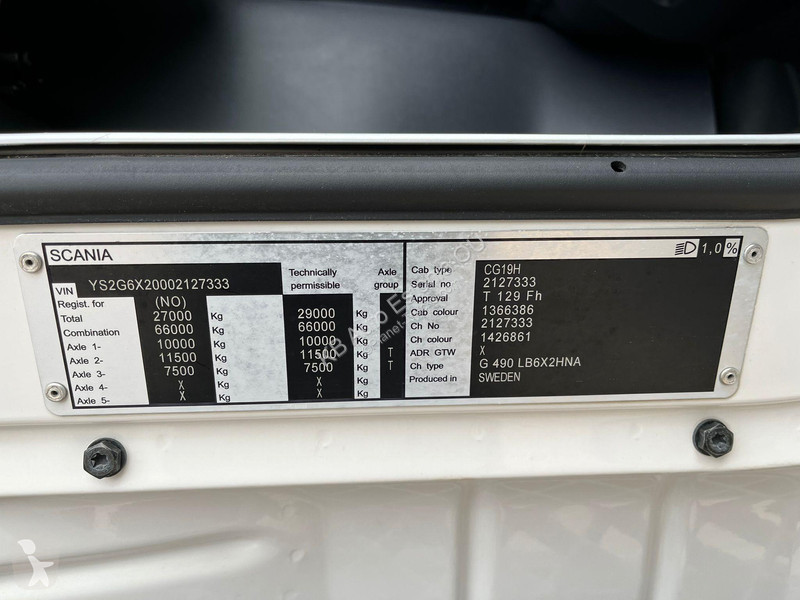 SCANIA
1,0 %
VIN YS2G6X20002127333
Technically permissible
Axle group
Regist. for (NO)
Total 27000 Kg 29000 Kg
Combination 66000 Kg 66000 Kg
Axle 1- 10000 Kg 10000 Kg
Axle 2- 11500 Kg 11500 Kg T
Axle 3- 7500 Kg 7500 Kg T
Axle 4- X Kg X Kg
Axle 5- X Kg X Kg
Cab type CG19H
Serial no 2127333
Approval T 129 Fh
Cab colour 1366386
Ch No 2127333
Ch colour 1426861
ADR GTW X
Ch type G 490 LB6X2HNA
Produced in SWEDEN